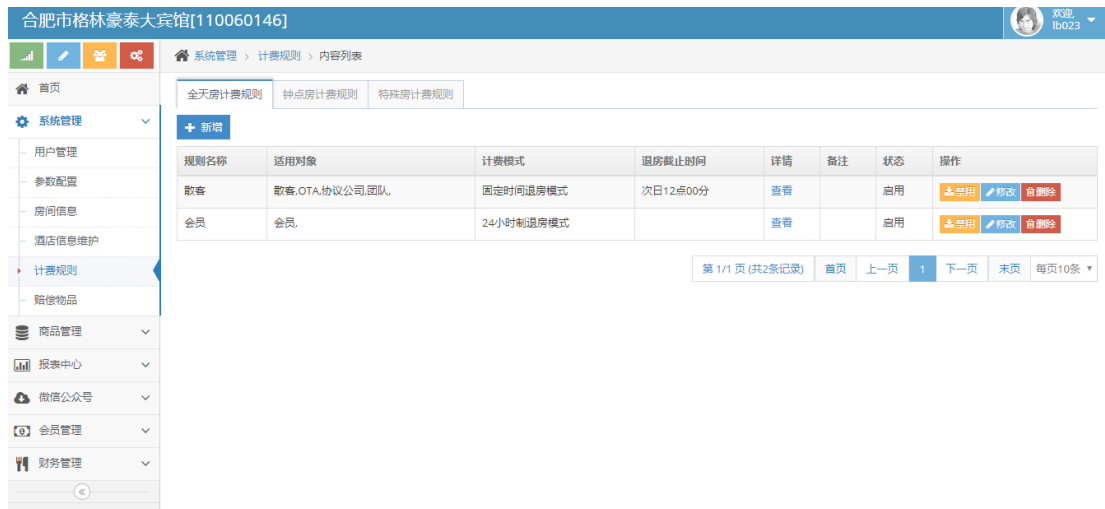 合肥市格林豪泰大宾馆[110060146]
欢迎,
lb023
系统管理 > 计费规则 > 内容列表
首页
系统管理
用户管理
参数配置
房间信息
酒店信息维护
计费规则
赔偿物品
商品管理
报表中心
微信公众号
会员管理
财务管理
全天房计费规则 钟点房计费规则 特殊房计费规则
新增
规则名称 适用对象 计费模式 退房截止时间 详情 备注 状态 操作
散客 散客,OTA,协议公司,团队, 固定时间退房模式 次日12点00分 查看 启用 禁用 修改 删除
会员 会员, 24小时制退房模式 查看 启用 禁用 修改 删除
第 1/1 页 (共2条记录) 首页 上一页 1 下一页 末页 每页10条